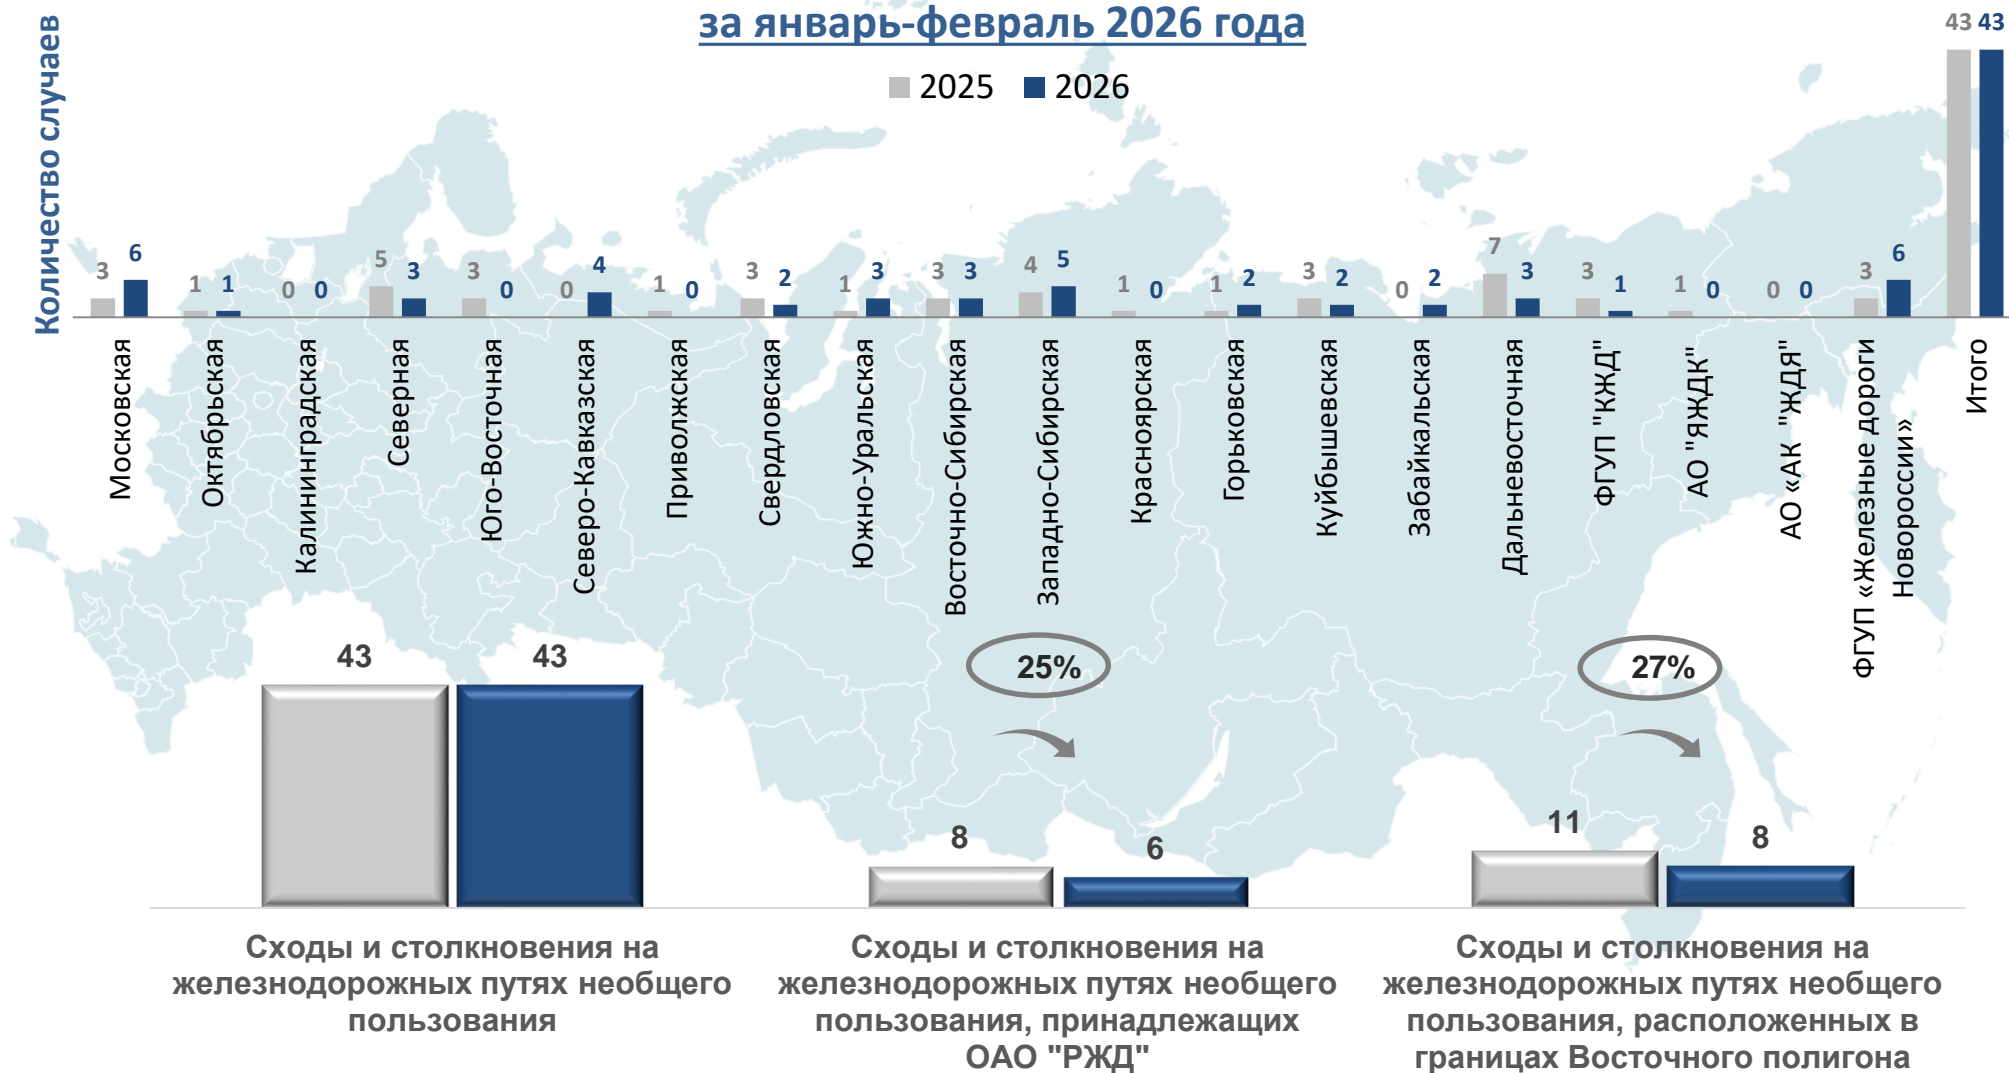 за январь-февраль 2026 года
2025 2026
Количество случаев
3 6 1 1 0 0 5 3 3 0 0 4 1 0 3 2 1 3 3 3 4 5 1 0 1 2 3 2 0 2 7 3 3 1 1 0 0 0 3 6 43 43
Московская
Октябрьская
Калининградская
Северная
Юго-Восточная
Северо-Кавказская
Приволжская
Свердловская
Южно-Уральская
Восточно-Сибирская
Западно-Сибирская
Красноярская
Горьковская
Куйбышевская
Забайкальская
Дальневосточная
ФГУП "КЖД"
АО "ЯЖДК"
АО «АК "ЖДЯ"
ФГУП «Железные дороги
Новороссии»
Итого
43 43
25%
8 6
27%
11 8
Сходы и столкновения на
железнодорожных путях необщего
пользования
Сходы и столкновения на
железнодорожных путях необщего
пользования, принадлежащих
ОАО "РЖД"
Сходы и столкновения на
железнодорожных путях необщего
пользования, расположенных в
границах Восточного полигона